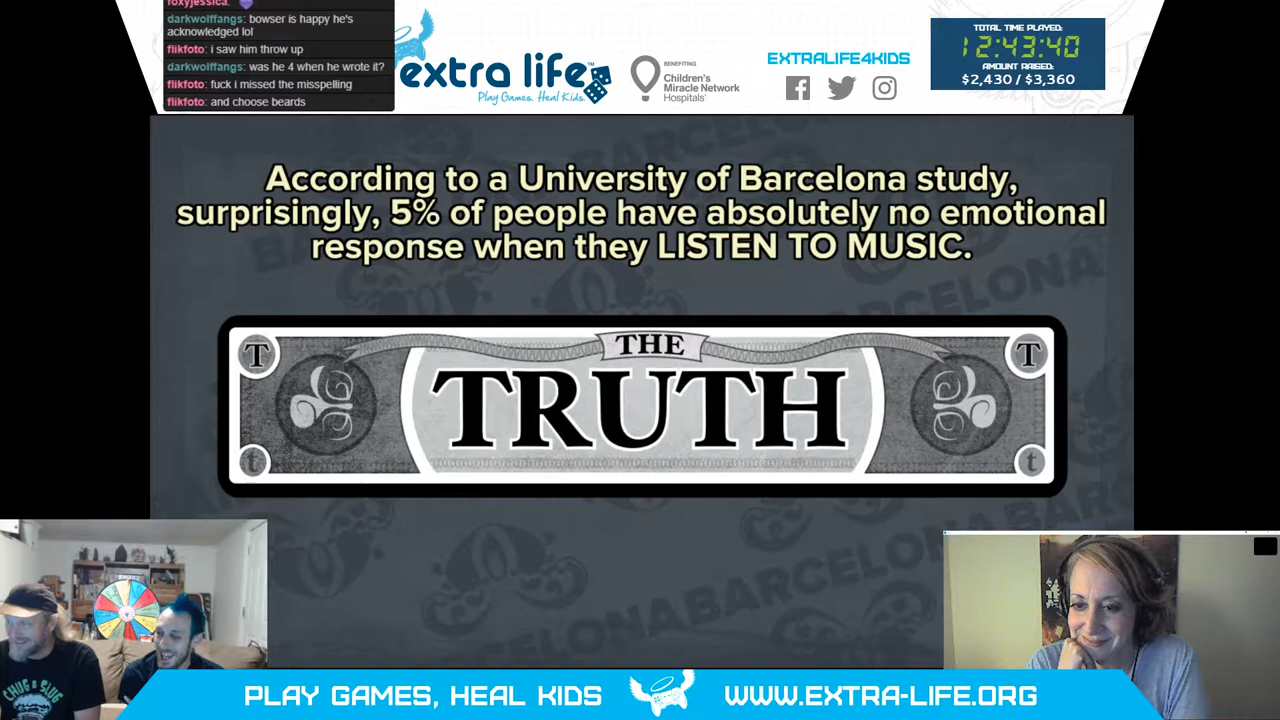 foxyjessica:
darkwolffangs: bowser is happy he's
acknowledged lol
flikfoto: i saw him throw up
darkwolffangs: was he 4 when he wrote it?
flikfoto: fuck i missed the misspelling
flikfoto: and choose beards
extra life
Play Games. Heal Kids.
BENEFITING
Children's
Miracle Network
Hospitals
EXTRALIFE4KIDS
TOTAL TIME PLAYED:
12:43:40
AMOUNT RAISED:
$2,430 / $3,360
According to a University of Barcelona study,
surprisingly, 5% of people have absolutely no emotional
response when they LISTEN TO MUSIC.
T
THE
T
TRUTH
t
t
BARCELONA
BARCELONA
BARCELONA
CHUG & SLUG
PLAY GAMES, HEAL KIDS
WWW.EXTRA-LIFE.ORG